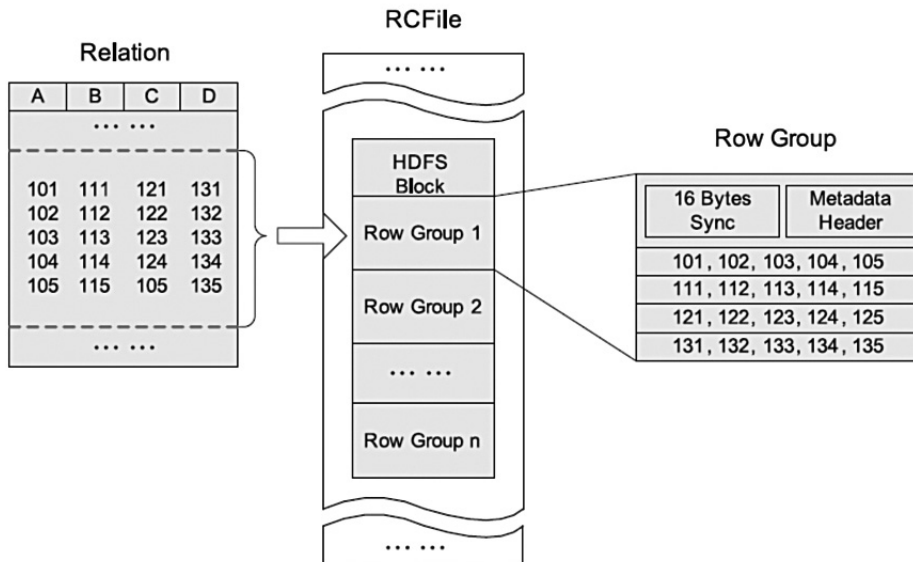 RCFile
Relation
A B C D
... ...
101 111 121 131
102 112 122 132
103 113 123 133
104 114 124 134
105 115 105 135
... ...
... ...
HDFS
Block
Row Group 1
Row Group 2
... ...
Row Group n
... ...
Row Group
16 Bytes
Sync
Metadata
Header
101, 102, 103, 104, 105
111, 112, 113, 114, 115
121, 122, 123, 124, 125
131, 132, 133, 134, 135